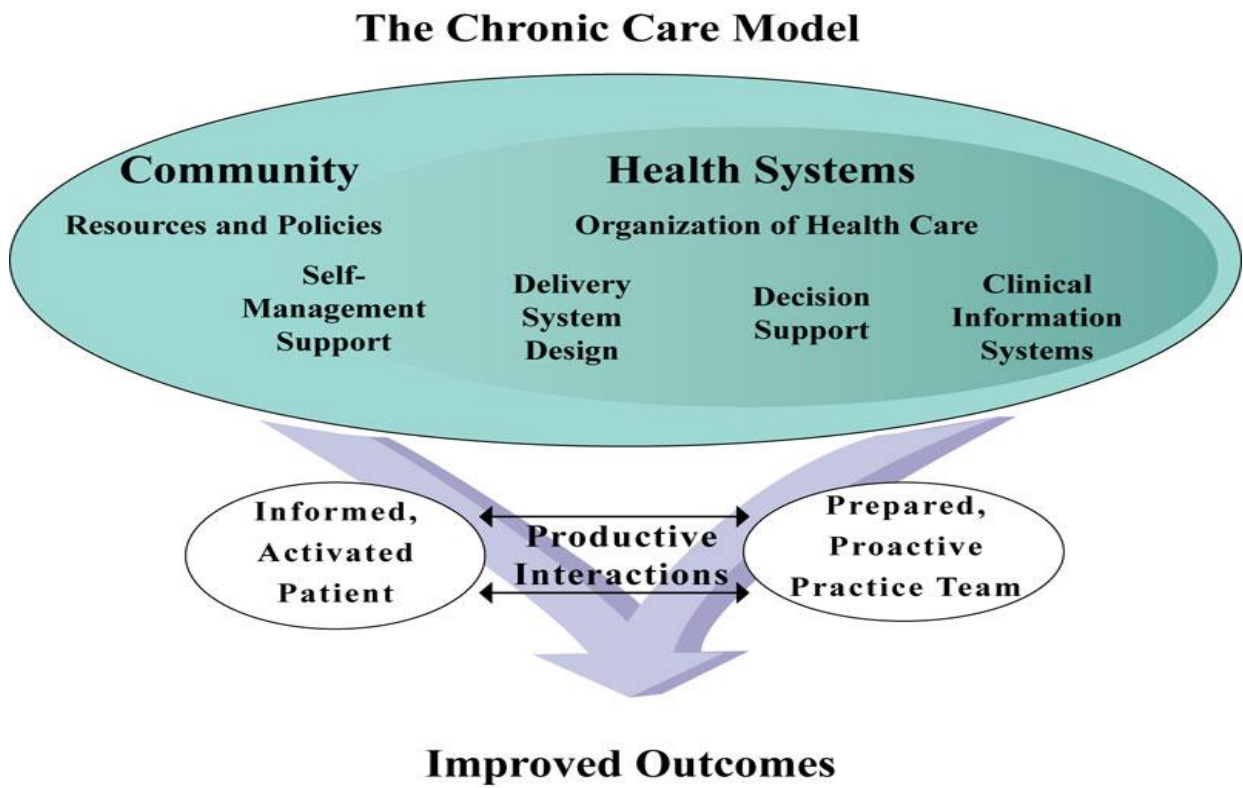 The Chronic Care Model
Community
Resources and Policies
Health Systems
Organization of Health Care
Self-
Management
Support
Delivery
System
Design
Decision
Support
Clinical
Information
Systems
Informed,
Activated
Patient
Productive
Interactions
Prepared,
Proactive
Practice Team
Improved Outcomes